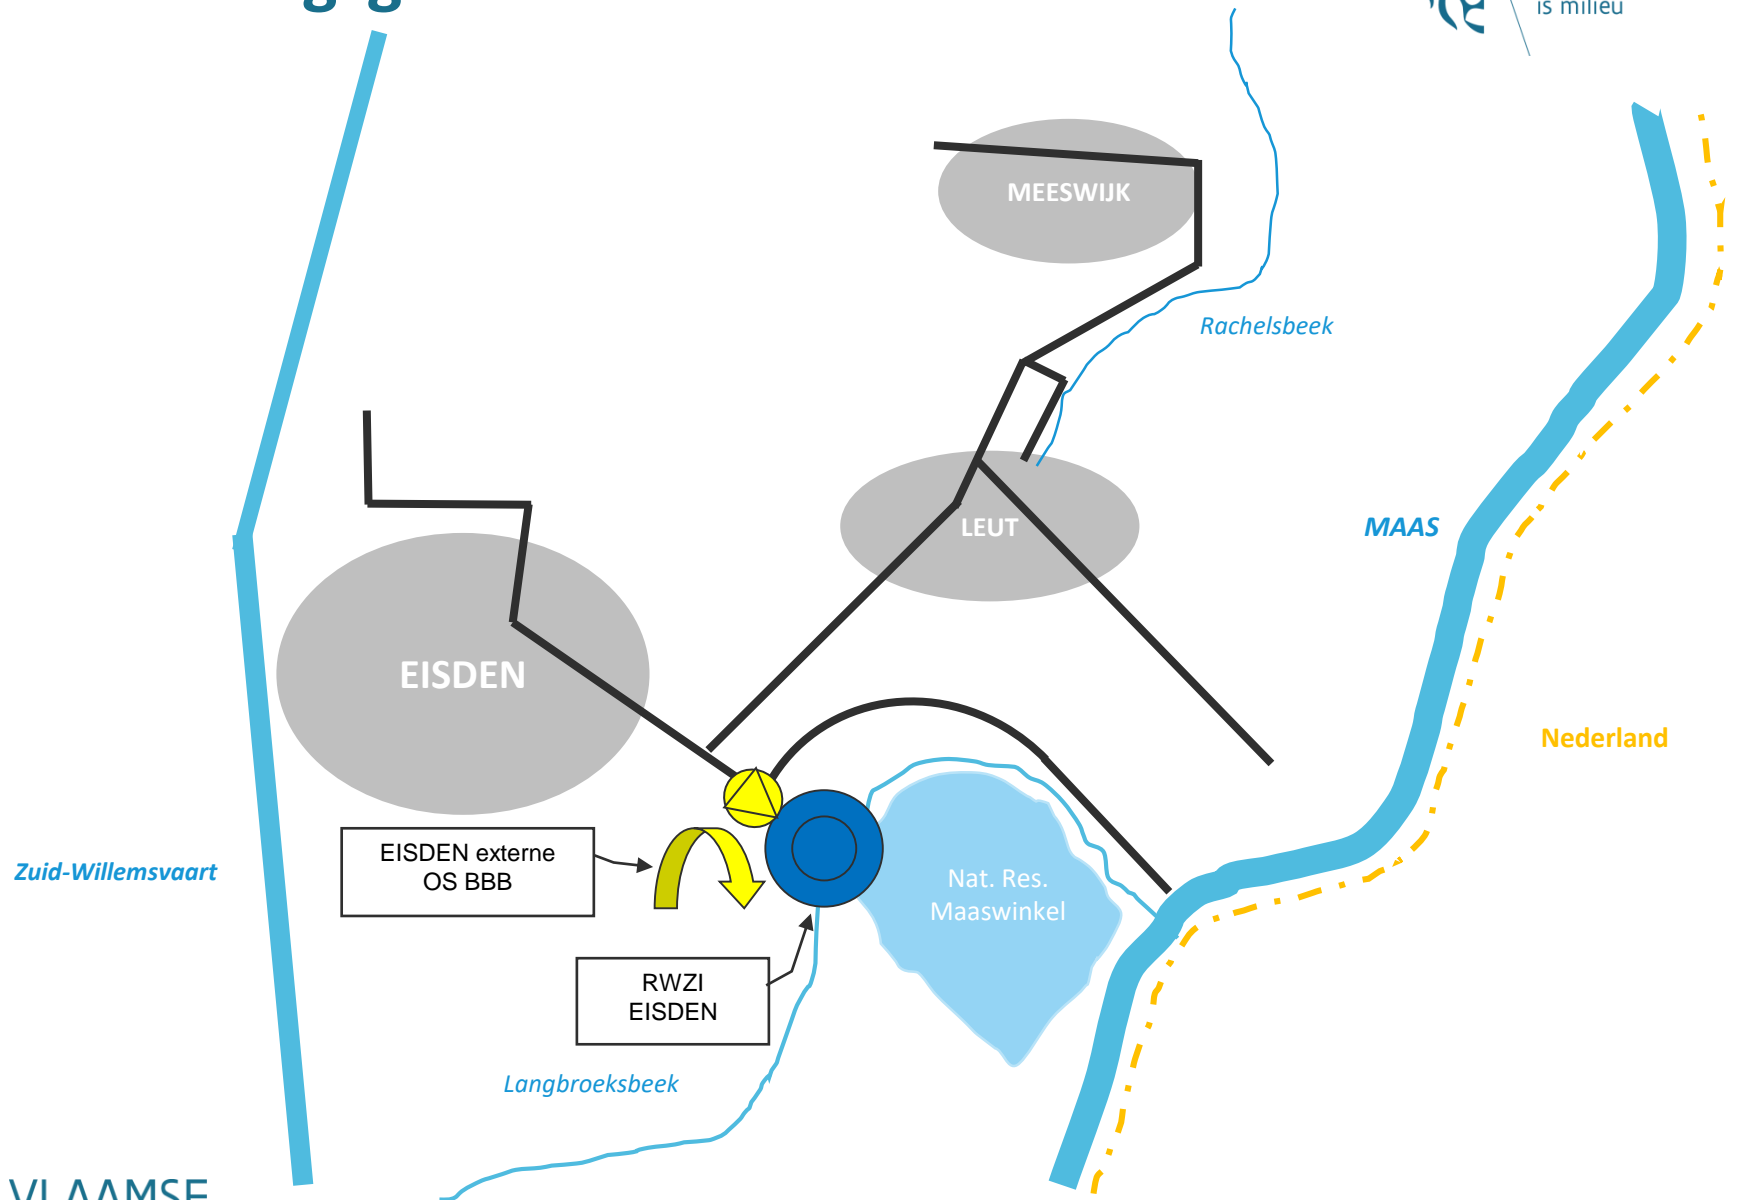 is milieu
MEESWIJK
Rachelsbeek
LEUT
MAAS
EISDEN
Nederland
EISDEN externe
OS BBB
Zuid-Willemsvaart
Nat. Res.
Maaswinkel
RWZI
EISDEN
Langbroeksbeek
VLAAMSE